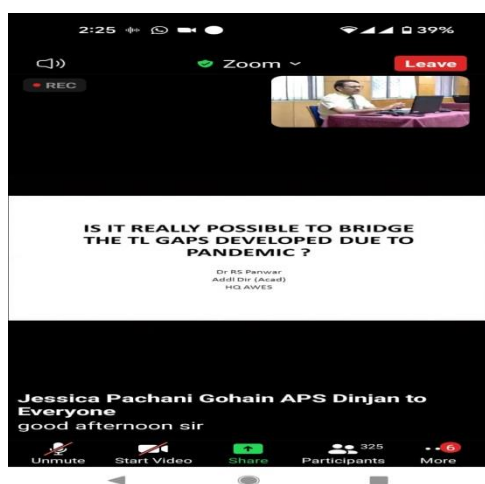 2:25
39%
Zoom
Leave
REC
IS IT REALLY POSSIBLE TO BRIDGE
THE TL GAPS DEVELOPED DUE TO
PANDEMIC ?
Dr RS Panwar
Addl Dir (Acad)
HQ AWES
Jessica Pachani Gohain APS Dinjan to
Everyone
good afternoon sir
325
6
Unmute Start Video Share Participants More